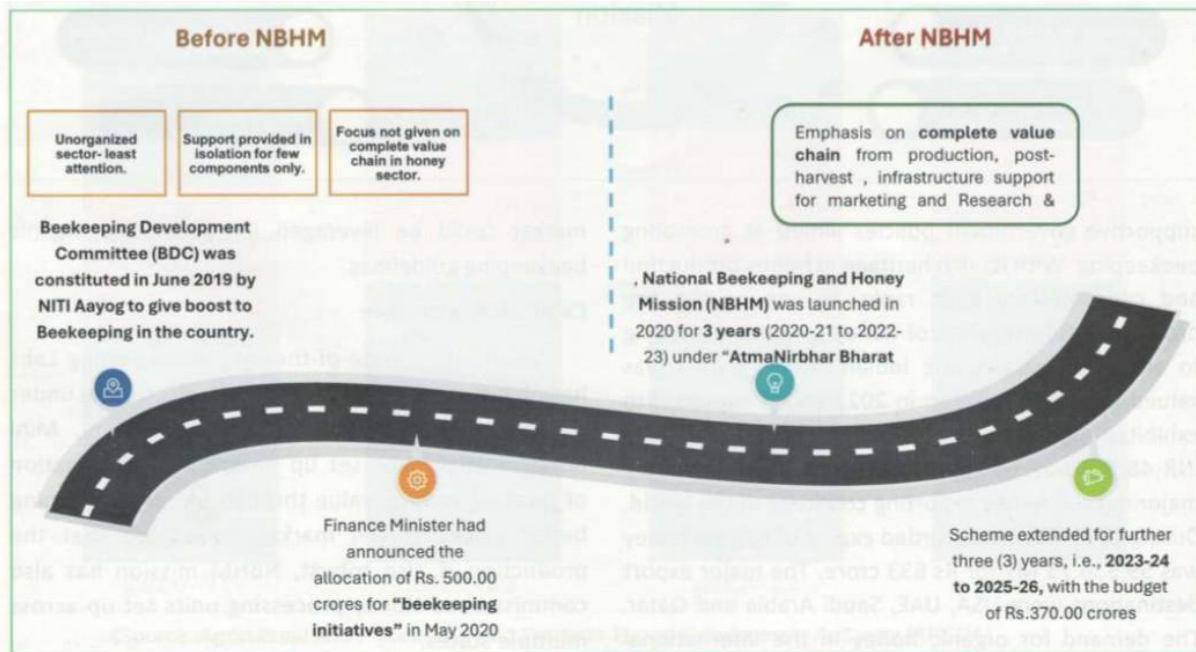 Before NBHM
After NBHM
Unorganized
sector- least
attention.
Support provided in
isolation for few
components only.
Focus not given on
complete value
chain in honey
sector.
Emphasis on complete value
chain from production, post-
harvest , infrastructure support
for marketing and Research &
Beekeeping Development
Committee (BDC) was
constituted in June 2019 by
NITI Aayog to give boost to
Beekeeping in the country.
, National Beekeeping and Honey
Mission (NBHM) was launched in
2020 for 3 years (2020-21 to 2022-
23) under "AtmaNirbhar Bharat
Finance Minister had
announced the
allocation of Rs. 500.00
crores for "beekeeping
initiatives" in May 2020
Scheme extended for further
three (3) years, i.e., 2023-24
to 2025-26, with the budget
of Rs.370.00 crores